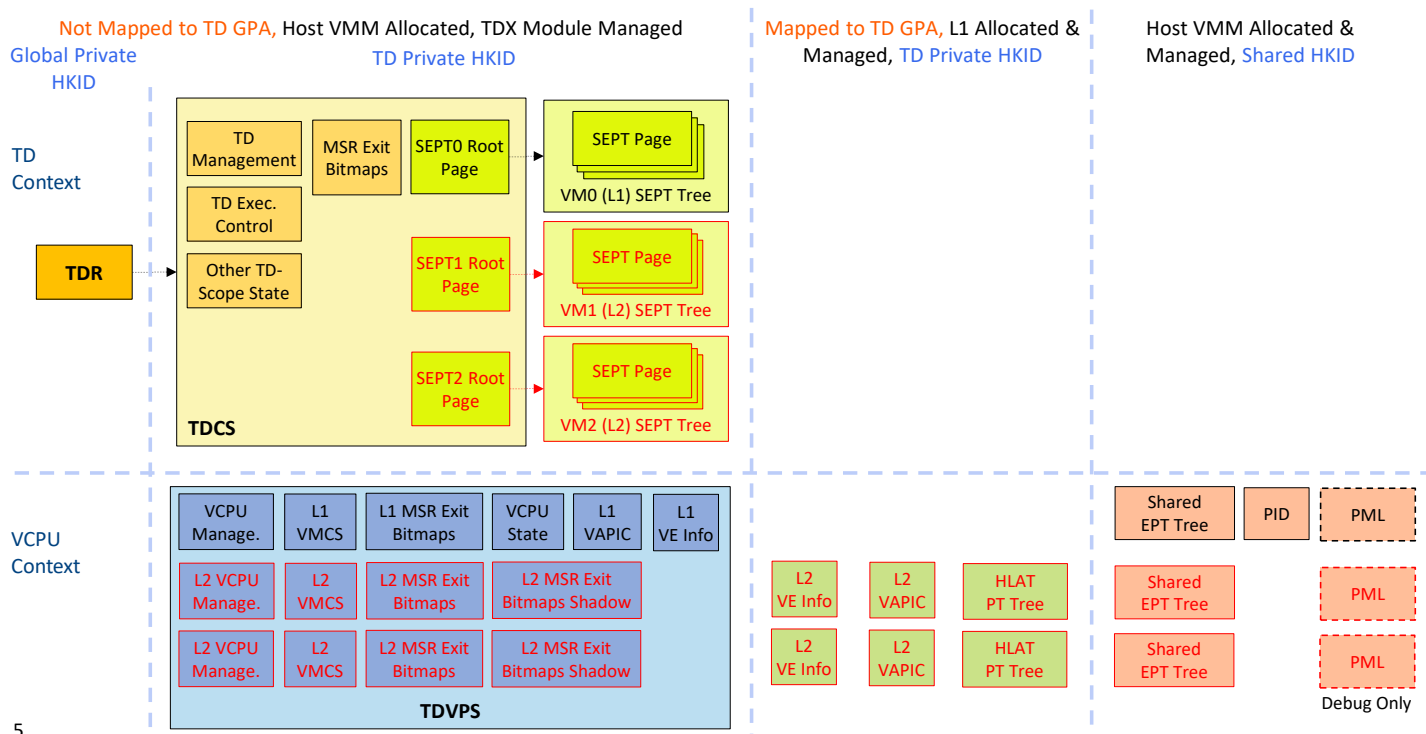 Not Mapped to TD GPA, Host VMM Allocated, TDX Module Managed
Global Private
HKID
TD Private HKID
Mapped to TD GPA, L1 Allocated &
Managed, TD Private HKID
Host VMM Allocated &
Managed, Shared HKID
TD
Context
TDR
TD
Management
MSR Exit
Bitmaps
SEPT0 Root
Page
SEPT Page
VM0 (L1) SEPT Tree
TD Exec.
Control
Other TD-
Scope State
SEPT1 Root
Page
SEPT Page
VM1 (L2) SEPT Tree
SEPT2 Root
Page
SEPT Page
VM2 (L2) SEPT Tree
TDCS
VCPU
Context
VCPU
Manage.
L1
VMCS
L1 MSR Exit
Bitmaps
VCPU
State
L1
VAPIC
L1
VE Info
Shared
EPT Tree
PID
PML
L2 VCPU
Manage.
L2
VMCS
L2 MSR Exit
Bitmaps
L2 MSR Exit
Bitmaps Shadow
L2
VE Info
L2
VAPIC
HLAT
PT Tree
Shared
EPT Tree
PML
L2 VCPU
Manage.
L2
VMCS
L2 MSR Exit
Bitmaps
L2 MSR Exit
Bitmaps Shadow
L2
VE Info
L2
VAPIC
HLAT
PT Tree
Shared
EPT Tree
PML
TDVPS
Debug Only
5